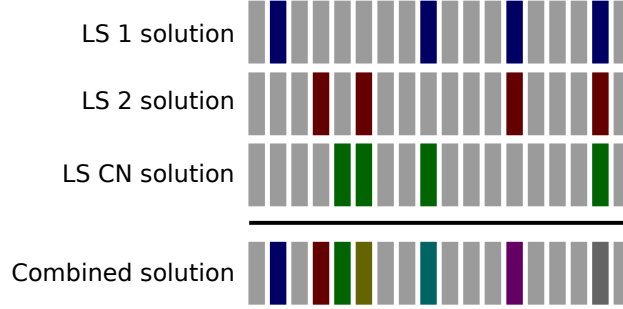 LS 1 solution
LS 2 solution
LS CN solution
Combined solution